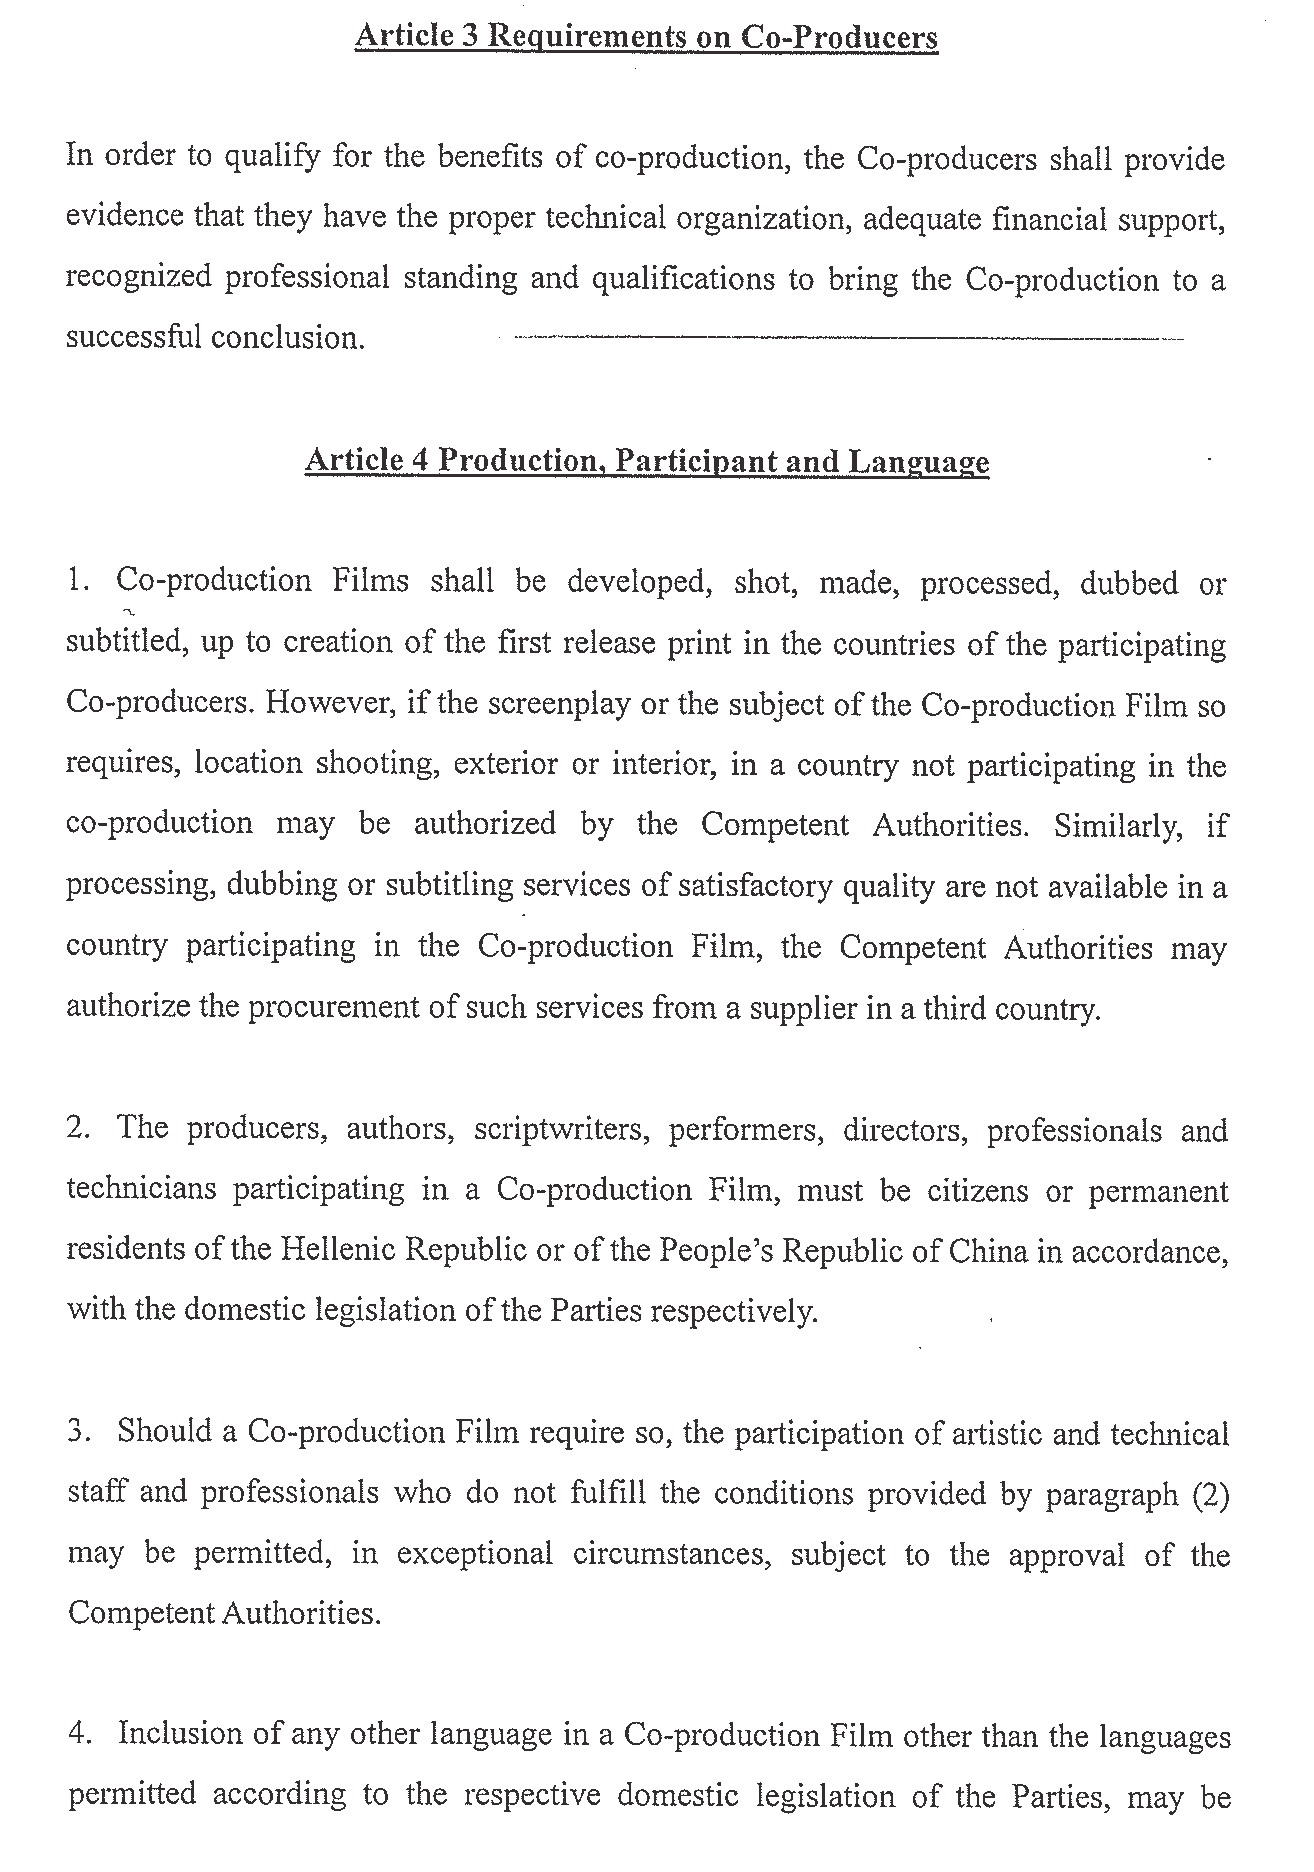 Article 3 Requirements on Co-Producers
In order to qualify for the benefits of co-production, the Co-producers shall provide
evidence that they have the proper technical organization, adequate financial support,
recognized professional standing and qualifications to bring the Co-production to a
successful conclusion.
Article 4 Production, Participant and Language
1. Co-production Films shall be developed, shot, made, processed, dubbed or
subtitled, up to creation of the first release print in the countries of the participating
Co-producers. However, if the screenplay or the subject of the Co-production Film so
requires, location shooting, exterior or interior, in a country not participating in the
co-production may be authorized by the Competent Authorities. Similarly, if
processing, dubbing or subtitling services of satisfactory quality are not available in a
country participating in the Co-production Film, the Competent Authorities may
authorize the procurement of such services from a supplier in a third country.
2. The producers, authors, scriptwriters, performers, directors, professionals and
technicians participating in a Co-production Film, must be citizens or permanent
residents of the Hellenic Republic or of the People's Republic of China in accordance,
with the domestic legislation of the Parties respectively.
3. Should a Co-production Film require so, the participation of artistic and technical
staff and professionals who do not fulfill the conditions provided by paragraph (2)
may be permitted, in exceptional circumstances, subject to the approval of the
Competent Authorities.
4. Inclusion of any other language in a Co-production Film other than the languages
permitted according to the respective domestic legislation of the Parties, may be